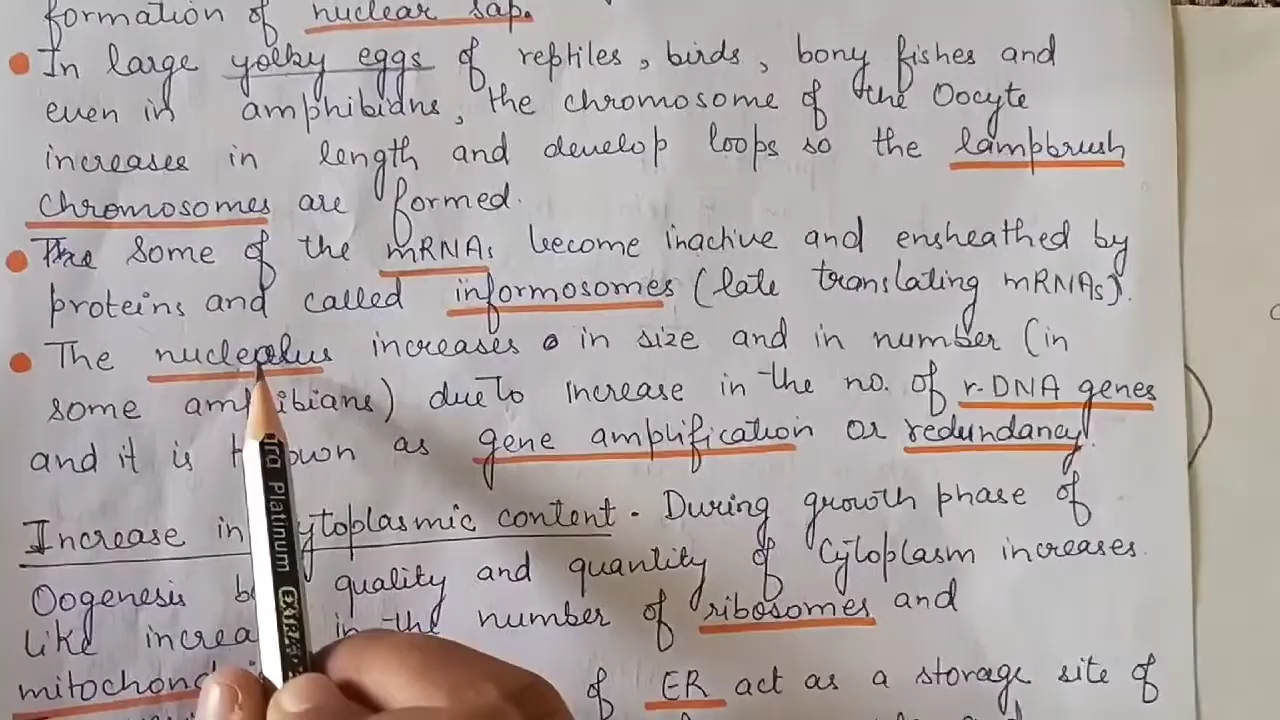 formation of nuclear sap.
In large yolky eggs of reptiles, birds, bony fishes and
even in amphibians, the chromosome of the Oocyte
increases in length and develop loops so the lampbrush
chromosomes are formed.
The some of the mRNAs become inactive and ensheathed by
proteins and called informosomes (late translating mRNAs).
The nucleolus increases in size and in number (in
some amphibians) due to increase in the no. of r-DNA genes
and it is known as gene amplification or redundancy.
Increase in cytoplasmic content - During growth phase of
Oogenesis quality and quantity of Cytoplasm increases
like in the number of ribosomes and
of ER act as a storage site of
Platinum EXTRA